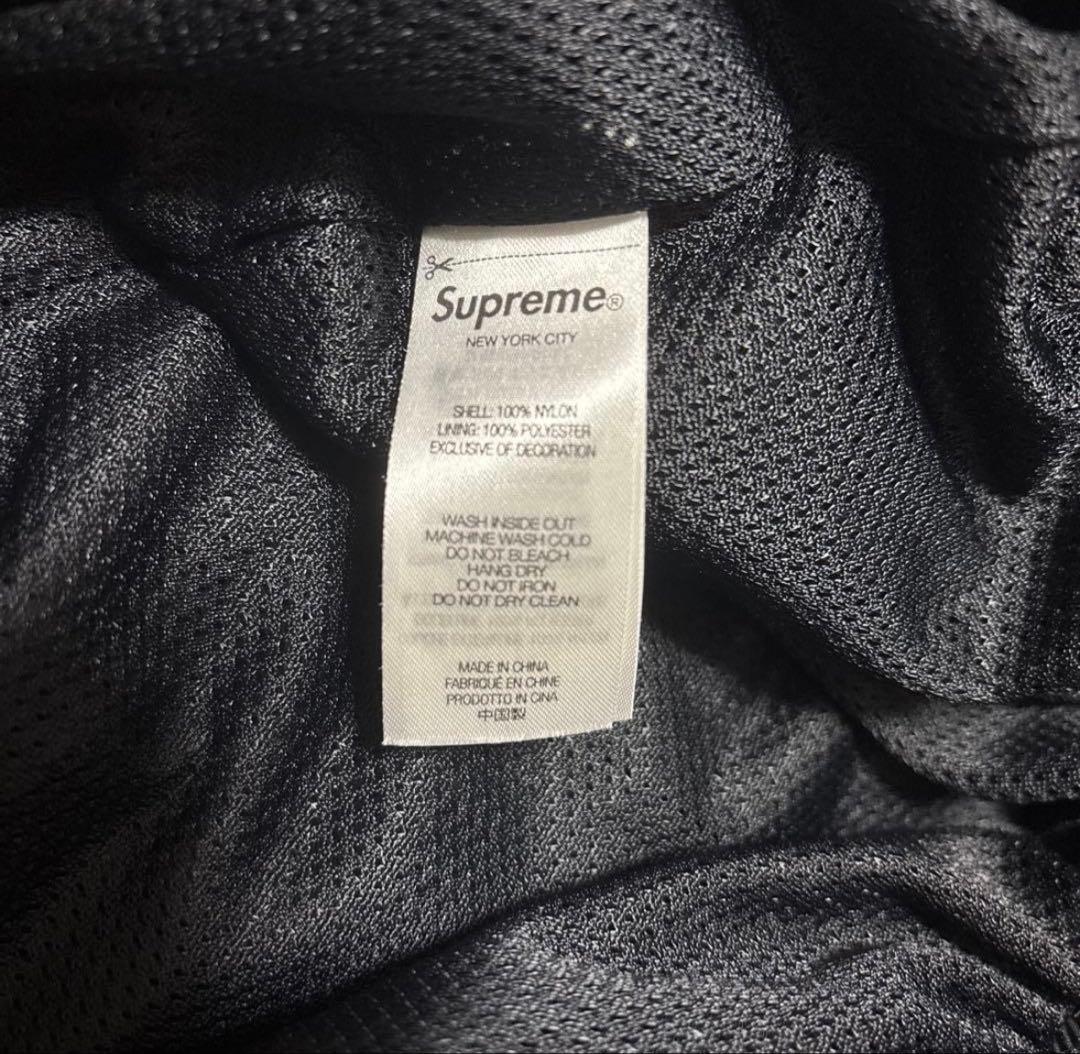 Supreme®
NEW YORK CITY
SHELL: 100% NYLON
LINING: 100% POLYESTER
EXCLUSIVE OF DECORATION
WASH INSIDE OUT
MACHINE WASH COLD
DO NOT BLEACH
HANG DRY
DO NOT IRON
DO NOT DRY CLEAN
MADE IN CHINA
FABRIQUÉ EN CHINE
PRODOTTO IN CINA
中国製